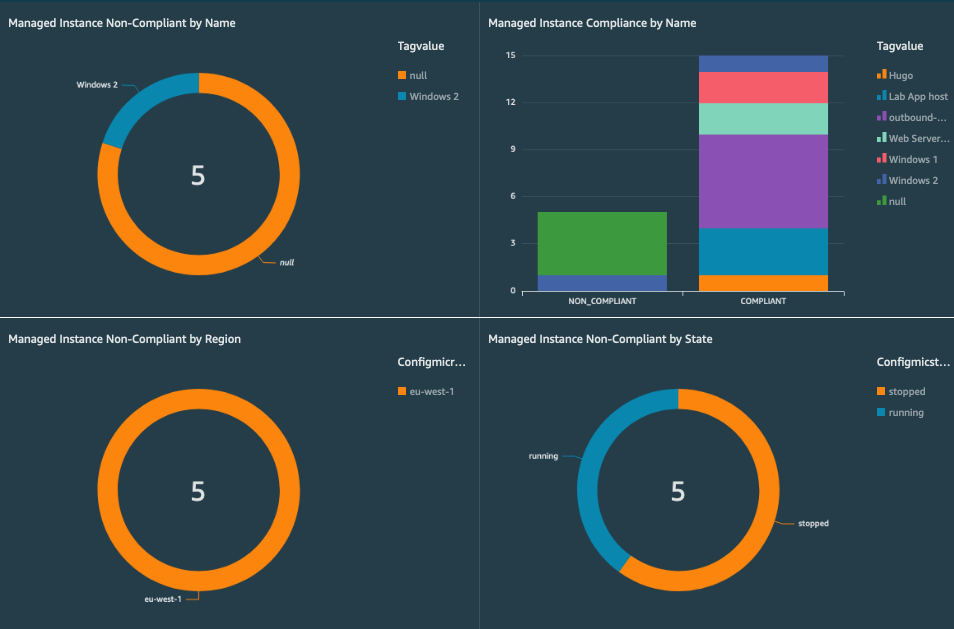 Managed Instance Non-Compliant by Name
Tagvalue
null
Windows 2
Windows 2
5
null
Managed Instance Compliance by Name
15
12
9
6
3
0
NON_COMPLIANT
COMPLIANT
Tagvalue
Hugo
Lab App host
outbound-...
Web Server...
Windows 1
Windows 2
null
Managed Instance Non-Compliant by Region
Configmicr...
eu-west-1
5
eu-west-1
Managed Instance Non-Compliant by State
Configmicst...
stopped
running
running
5
stopped